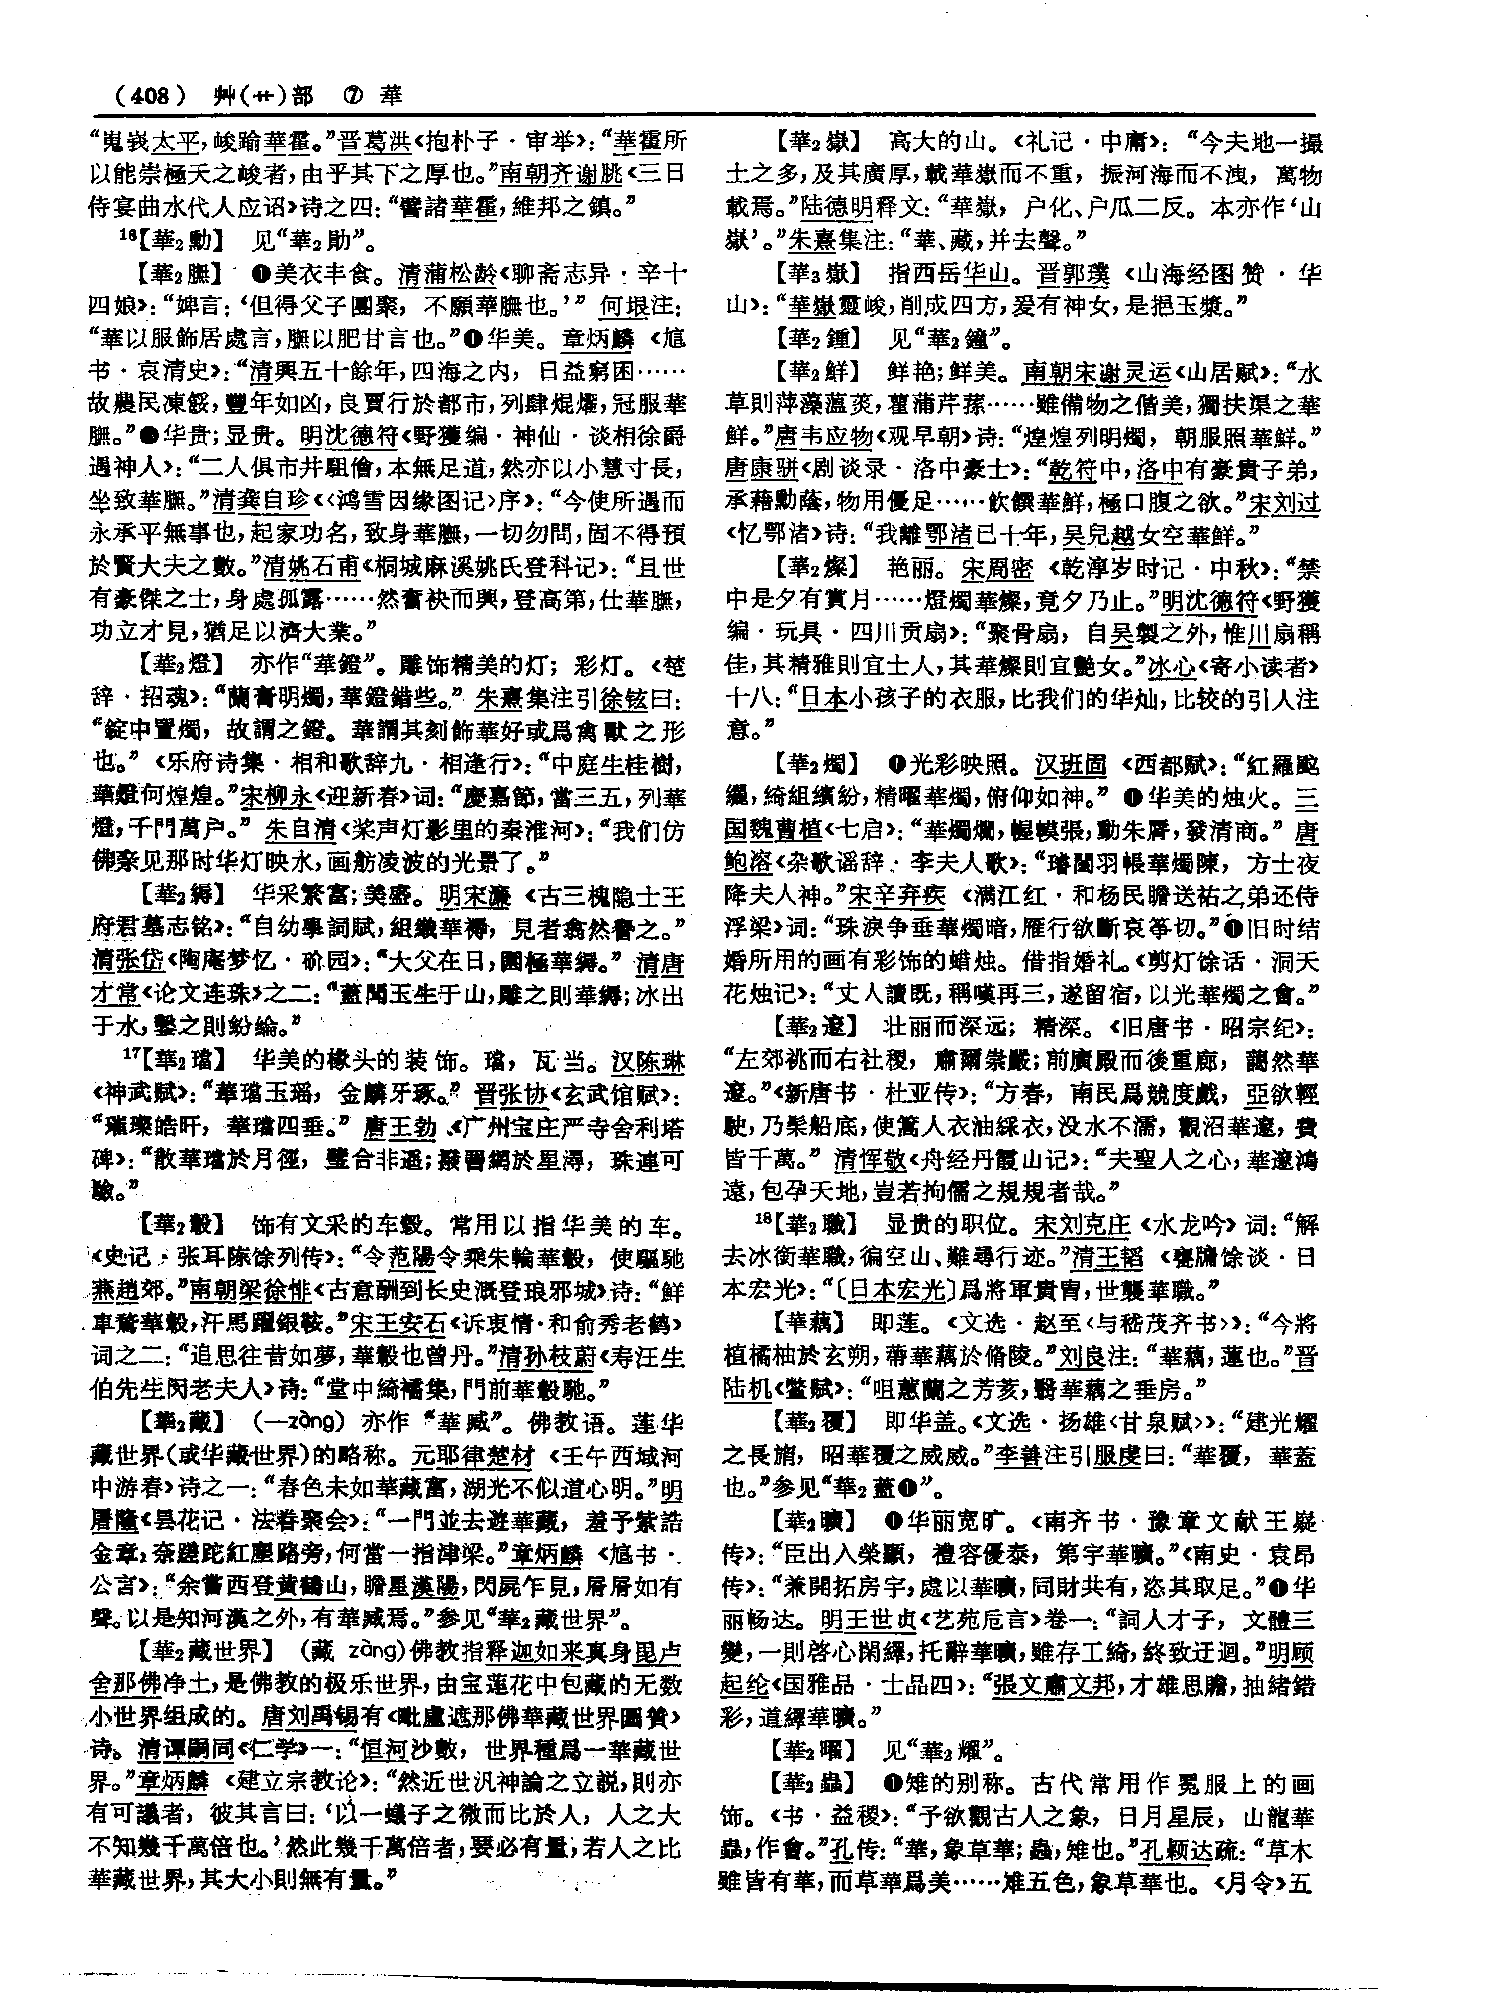 (408) 艸(艹)部 ⑦ 華
“嵬峩太平，峻踰華霍。”晋葛洪《抱朴子·审举》：“華霍所
以能崇極天之峻者，由乎其下之厚也。”南朝齐谢朓《三日
侍宴曲水代人应诏》诗之四：“譬諸華霍，維邦之鎮。”
16【華2勳】 见“華2勛”。
【華2膴】 ❶美衣丰食。清蒲松龄《聊斋志异·辛十
四娘》：“婢言：‘但得父子團聚，不願華膴也。’” 何垠注：
“華以服飾居處言，膴以肥甘言也。”❶华美。章炳麟《訄
书·哀清史》：“清興五十餘年，四海之内，日益窮困……
故農民凍餒，豐年如凶，良賈行於都市，列肆焜燿，冠服華
膴。”●华贵；显贵。明沈德符《野獲编·神仙·谈相徐爵
遇神人》：“二人俱市井駔儈，本無足道，然亦以小慧寸長，
坐致華膴。”清龚自珍《〈鸿雪因缘图记〉序》：“今使所遇而
永承平無事也，起家功名，致身華膴，一切勿問，固不得預
於賢大夫之數。”清姚石甫《桐城麻溪姚氏登科记》：“且世
有豪傑之士，身處孤露……然奮袂而興，登高第，仕華膴，
功立才見，猶足以濟大業。”
【華2燈】 亦作“華鐙”。雕饰精美的灯；彩灯。《楚
辞·招魂》：“蘭膏明燭，華鐙錯些。” 朱熹集注引徐铉曰：
“錠中置燭，故謂之鐙。華謂其刻飾華好或爲禽獸之形
也。”《乐府诗集·相和歌辞九·相逢行》：“中庭生桂樹，
華燈何煌煌。”宋柳永《迎新春》词：“慶嘉節，當三五，列華
燈，千門萬户。” 朱自清《桨声灯影里的秦淮河》：“我们仿
佛亲见那时华灯映水，画舫凌波的光景了。”
【華2縟】 华采繁富；美盛。明宋濂《古三槐隐士王
府君墓志铭》：“自幼學詞賦，組織華縟，見者翕然譽之。”
清张岱《陶庵梦忆·砎园》：“大父在日，園極華縟。” 清唐
才常《论文连珠》之二：“蓋聞玉生于山，雕之則華縟；冰出
于水，鑿之則紛綸。”
17【華2璫】 华美的椽头的装饰。璫，瓦当。汉陈琳
《神武赋》：“華璫玉瑶，金麟牙琢。” 晋张协《玄武馆赋》：
“璀璨皓旰，華璫四垂。” 唐王勃《广州宝庄严寺舍利塔
碑》：“散華璫於月徑，璧合非遥；掇罾網於星潯，珠連可
驗。”
【華2轂】 饰有文采的车毂。常用以指华美的车。
《史记·张耳陈馀列传》：“令范陽令乘朱輪華轂，使驅馳
燕趙郊。”南朝梁徐悱《古意酬到长史溉登琅邪城》诗：“鮮
車騖華轂，汗馬躍銀鞍。”宋王安石《诉衷情·和俞秀老鹤》
词之二：“追思往昔如夢，華轂也曾丹。”清孙枝蔚《寿汪生
伯先生闵老夫人》诗：“堂中綺襦集，門前華轂馳。”
【華2藏】 (一zàng) 亦作“華臧”。佛教语。莲华
藏世界(或华藏世界)的略称。元耶律楚材《壬午西城河
中游春》诗之一：“春色未如華藏富，湖光不似道心明。”明
屠隆《昙花记·法眷聚会》：“一門並去遊華藏，羞予紫誥
金章，奈蹉跎紅塵路旁，何當一指津梁。”章炳麟《訄书·
公言》：“余嘗西登黄鶴山，瞻星漢陽，閃屍乍見，屑屑如有
聲。以是知河漢之外，有華臧焉。”参见“華2藏世界”。
【華2藏世界】 (藏 zàng)佛教指释迦如来真身毘卢
舍那佛净土，是佛教的极乐世界，由宝莲花中包藏的无数
小世界组成的。唐刘禹锡有《毗盧遮那佛華藏世界圖贊》
诗。清谭嗣同《仁学》一：“恒河沙數，世界種爲一華藏世
界。”章炳麟《建立宗教论》：“然近世汎神論之立説，則亦
有可議者，彼其言曰：‘以一蟻子之微而比於人，人之大
不知幾千萬倍也。’然此幾千萬倍者，要必有量；若人之比
華藏世界，其大小則無有量。”
【華2嶽】 高大的山。《礼记·中庸》：“今夫地一撮
土之多，及其廣厚，載華嶽而不重，振河海而不洩，萬物
載焉。”陆德明释文：“華嶽，户化、户瓜二反。本亦作‘山
嶽’。”朱熹集注：“華、藏，并去聲。”
【華3嶽】 指西岳华山。晋郭璞《山海经图赞·华
山》：“華嶽靈峻，削成四方，爰有神女，是挹玉漿。”
【華2鍾】 见“華2鐘”。
【華2鮮】 鲜艳；鲜美。南朝宋谢灵运《山居赋》：“水
草則萍藻薀菼，雚蒲芹蓀……雖備物之偕美，獨扶渠之華
鮮。”唐韦应物《观早朝》诗：“煌煌列明燭，朝服照華鮮。”
唐康骈《剧谈录·洛中豪士》：“乾符中，洛中有豪貴子弟，
承藉勳蔭，物用優足……飲饌華鮮，極口腹之欲。”宋刘过
《忆鄂渚》诗：“我離鄂渚已十年，吴兒越女空華鮮。”
【華2燦】 艳丽。宋周密《乾淳岁时记·中秋》：“禁
中是夕有賞月……燈燭華燦，竟夕乃止。”明沈德符《野獲
编·玩具·四川贡扇》：“聚骨扇，自吴製之外，惟川扇稱
佳，其精雅則宜士人，其華燦則宜艷女。”冰心《寄小读者》
十八：“日本小孩子的衣服，比我们的华灿，比较的引人注
意。”
【華2燭】 ❶光彩映照。汉班固《西都赋》：“紅羅颯
纚，綺組繽紛，精曜華燭，俯仰如神。” ❶华美的烛火。三
国魏曹植《七启》：“華燭爛，幄幙張，動朱脣，發清商。” 唐
鲍溶《杂歌谣辞·李夫人歌》：“璿閨羽帳華燭陳，方士夜
降夫人神。”宋辛弃疾《满江红·和杨民瞻送祐之弟还侍
浮梁》词：“珠淚争垂華燭暗，雁行欲斷哀筝切。”❶旧时结
婚所用的画有彩饰的蜡烛。借指婚礼。《剪灯馀话·洞天
花烛记》：“丈人讀既，稱嘆再三，遂留宿，以光華燭之會。”
【華2邃】 壮丽而深远；精深。《旧唐书·昭宗纪》：
“左郊祧而右社稷，肅爾崇嚴；前廣殿而後重廊，藹然華
邃。”《新唐书·杜亚传》：“方春，南民爲競度戲，亞欲輕
駛，乃髹船底，使篙人衣油綵衣，没水不濡，觀沼華邃，費
皆千萬。” 清恽敬《舟经丹霞山记》：“夫聖人之心，華邃鴻
遠，包孕天地，豈若拘儒之規規者哉。”
18【華2職】 显贵的职位。宋刘克庄《水龙吟》词：“解
去冰銜華職，徧空山、難尋行迹。”清王韬《甕牖馀谈·日
本宏光》：“〔日本宏光〕爲將軍貴胄，世襲華職。”
【華藕】 即莲。《文选·赵至〈与嵇茂齐书〉》：“今將
植橘柚於玄朔，蔕華藕於脩陵。”刘良注：“華藕，蓮也。”晋
陆机《鳖赋》：“咀蕙蘭之芳荄，翳華藕之垂房。”
【華2覆】 即华盖。《文选·扬雄〈甘泉赋〉》：“建光燿
之長旓，昭華覆之威威。”李善注引服虔曰：“華覆，華蓋
也。”参见“華2蓋❶”。
【華2曠】 ❶华丽宽旷。《南齐书·豫章文献王嶷
传》：“臣出入榮顯，禮容優泰，第宇華曠。”《南史·袁昂
传》：“兼開拓房宇，處以華曠，同財共有，恣其取足。”❶华
丽畅达。明王世贞《艺苑卮言》卷一：“詞人才子，文體三
變，一則啓心閑繹，托辭華曠，雖存工綺，終致迂迴。”明顾
起纶《国雅品·士品四》：“張文肅文邦，才雄思贍，抽緒錯
彩，遒繹華曠。”
【華2曜】 见“華2耀”。
【華2蟲】 ❶雉的别称。古代常用作冕服上的画
饰。《书·益稷》：“予欲觀古人之象，日月星辰，山龍華
蟲，作會。”孔传：“華，象草華；蟲，雉也。”孔颖达疏：“草木
雖皆有華，而草華爲美……雉五色，象草華也。《月令》五